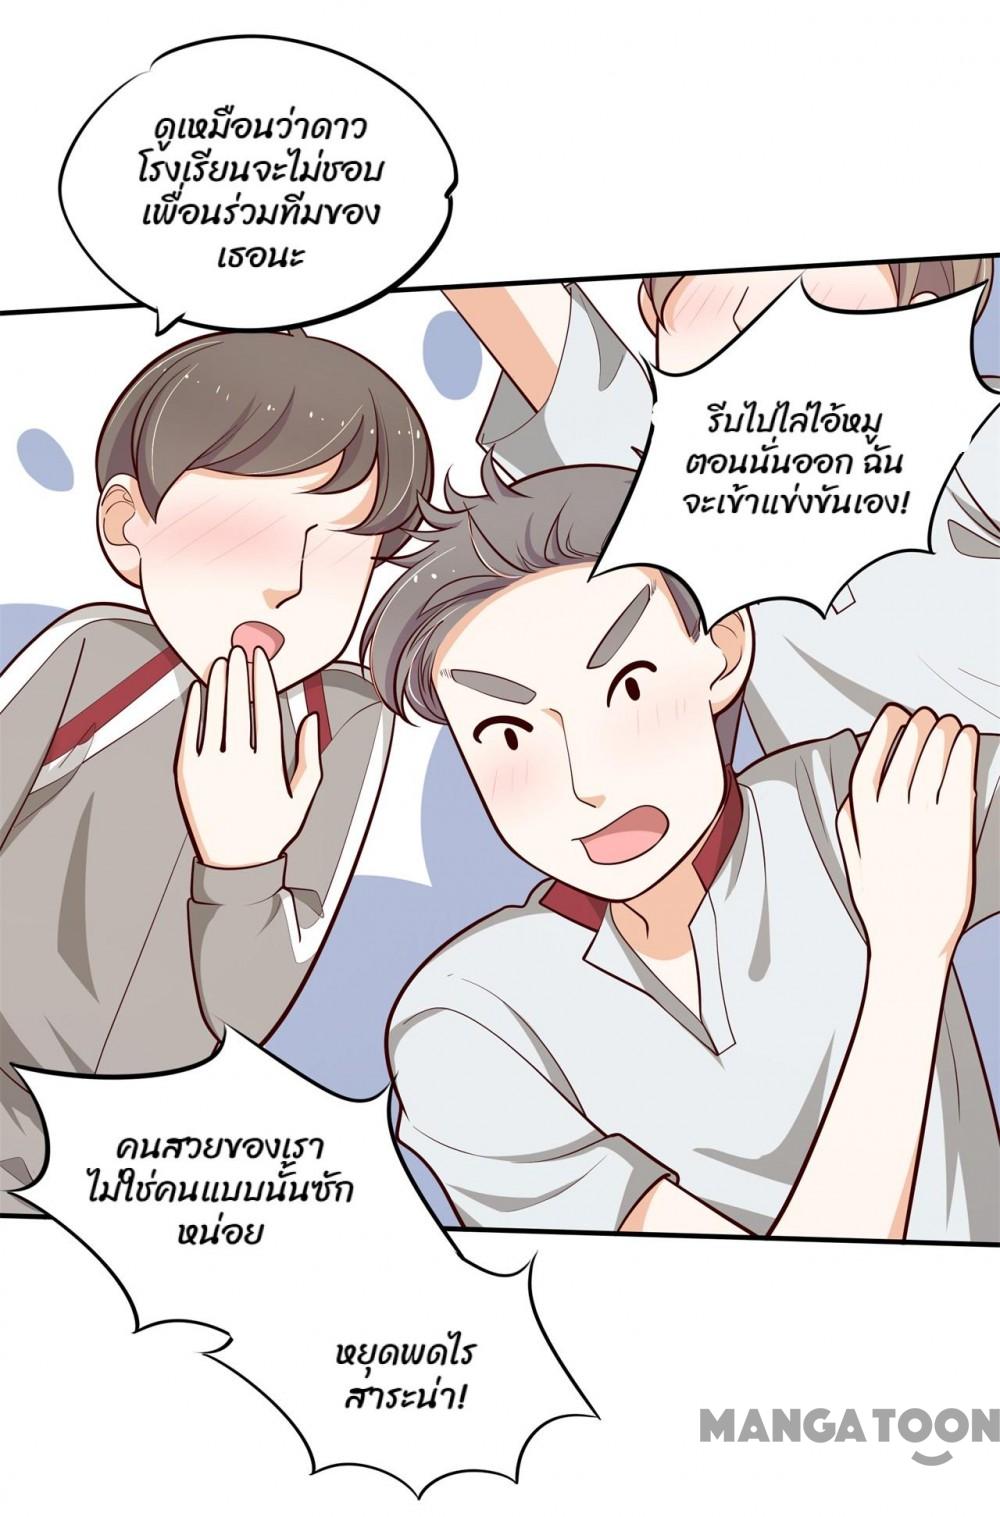 ดูเหมือนว่าดาว
โรงเรียนจะไม่ชอบ
เพื่อนร่วมทีมของ
เธอนะ
รีบไปไล่ไอ้หมู
ตอนนั่นออก ฉัน
จะเข้าแข่งขันเอง!
คนสวยของเรา
ไม่ใช่คนแบบนั้นซัก
หน่อย
หยุดพดไร
สาระน่า!
MANGATOON